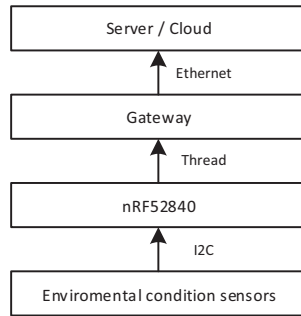 Server / Cloud
Ethernet
Gateway
Thread
nRF52840
I2C
Enviromental condition sensors